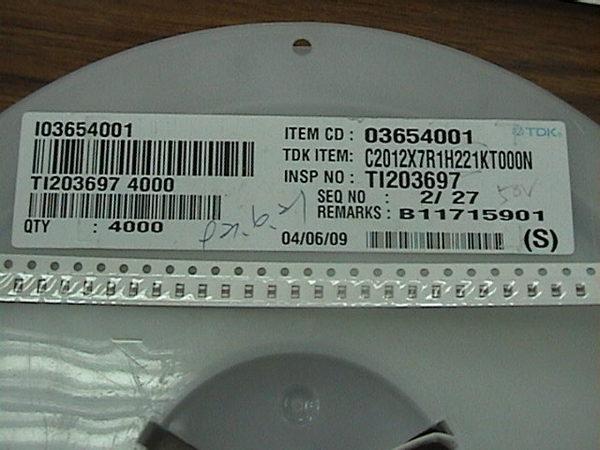 I03654001
TI203697 4000
QTY : 4000
ITEM CD : 03654001
TDK ITEM: C2012X7R1H221KT000N
INSP NO : TI203697
SEQ NO : 2/ 27
REMARKS : B11715901
04/06/09
(S)
TDK
50V